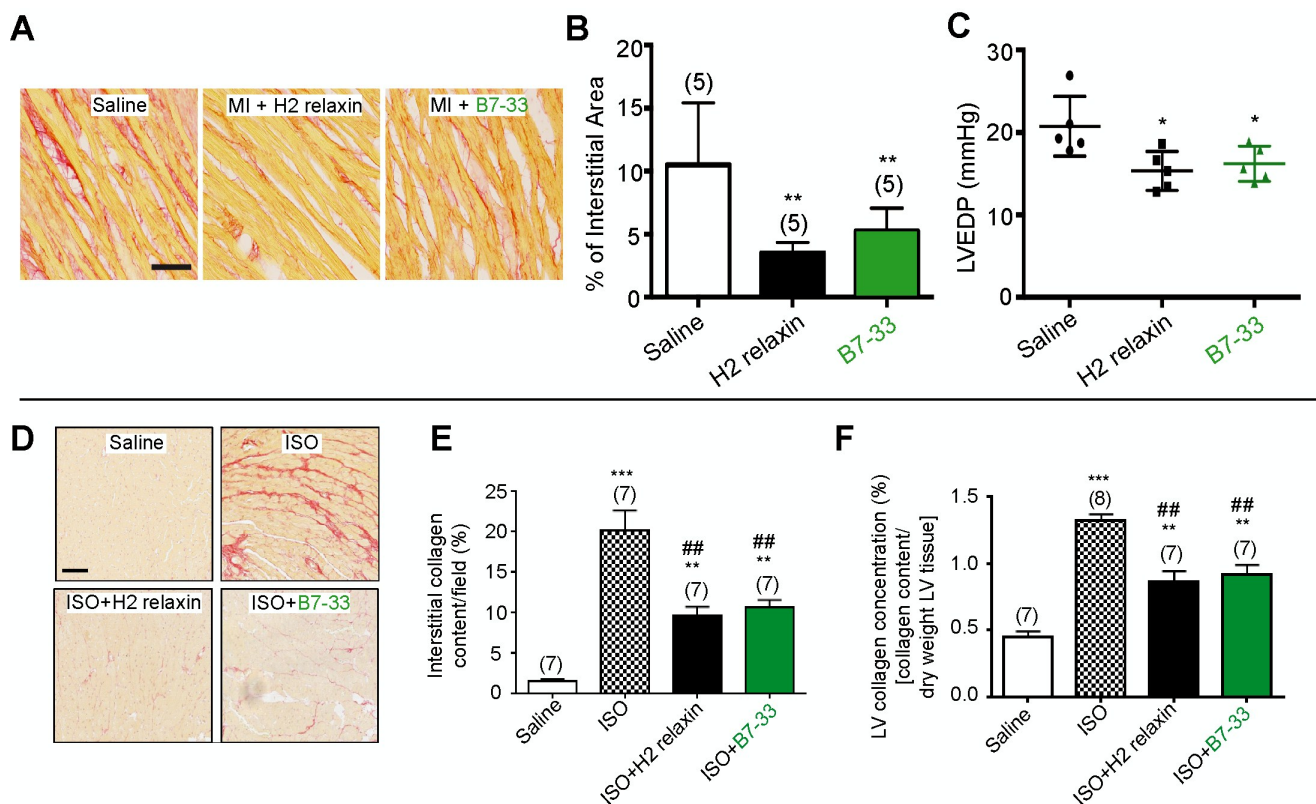 A
Saline
MI + H2 relaxin
MI + B7-33
B
% of Interstitial Area
20
15
10
5
0
(5)
**
(5)
**
(5)
Saline
H2 relaxin
B7-33
C
LVEDP (mmHg)
30
20
10
0
*
*
Saline
H2 relaxin
B7-33
D
Saline
ISO
ISO+H2 relaxin
ISO+B7-33
E
Interstitial collagen
content/field (%)
25
20
15
10
5
0
(7)
***
(7)
##
**
(7)
##
**
(7)
Saline
ISO
ISO+H2 relaxin
ISO+B7-33
F
LV collagen concentration (%)
[collagen content/
dry weight LV tissue]
1.5
1.0
0.5
0.0
(7)
***
(8)
##
**
(7)
##
**
(7)
Saline
ISO
ISO+H2 relaxin
ISO+B7-33